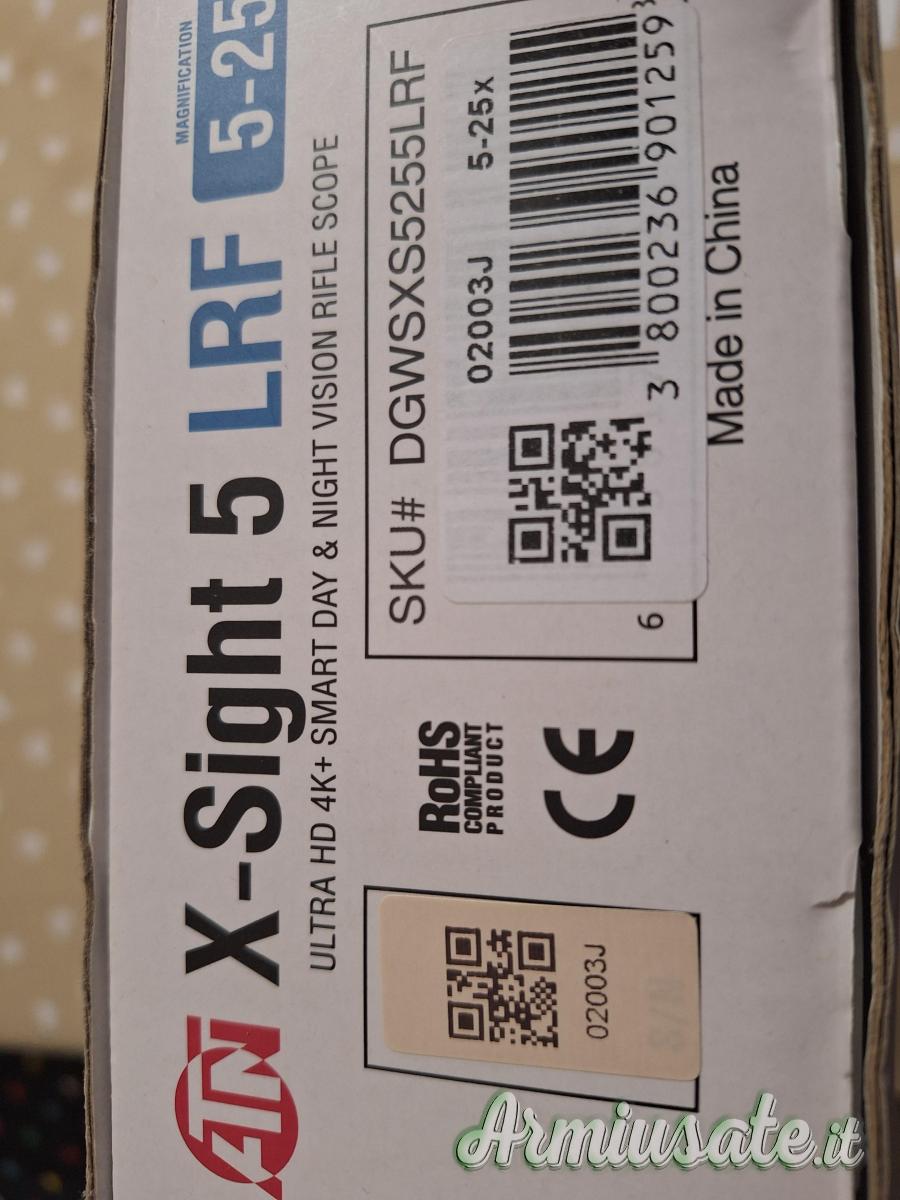 ATN X-Sight 5 LRF
MAGNIFICATION
5-25
ULTRA HD 4K+ SMART DAY & NIGHT VISION RIFLE SCOPE
SKU# DGWSXS5255LRF
02003J 5-25x
3 800236 901259
6
Made in China
RoHS
COMPLIANT
PRODUCT
CE
02003J
S/N
Armiusate.it